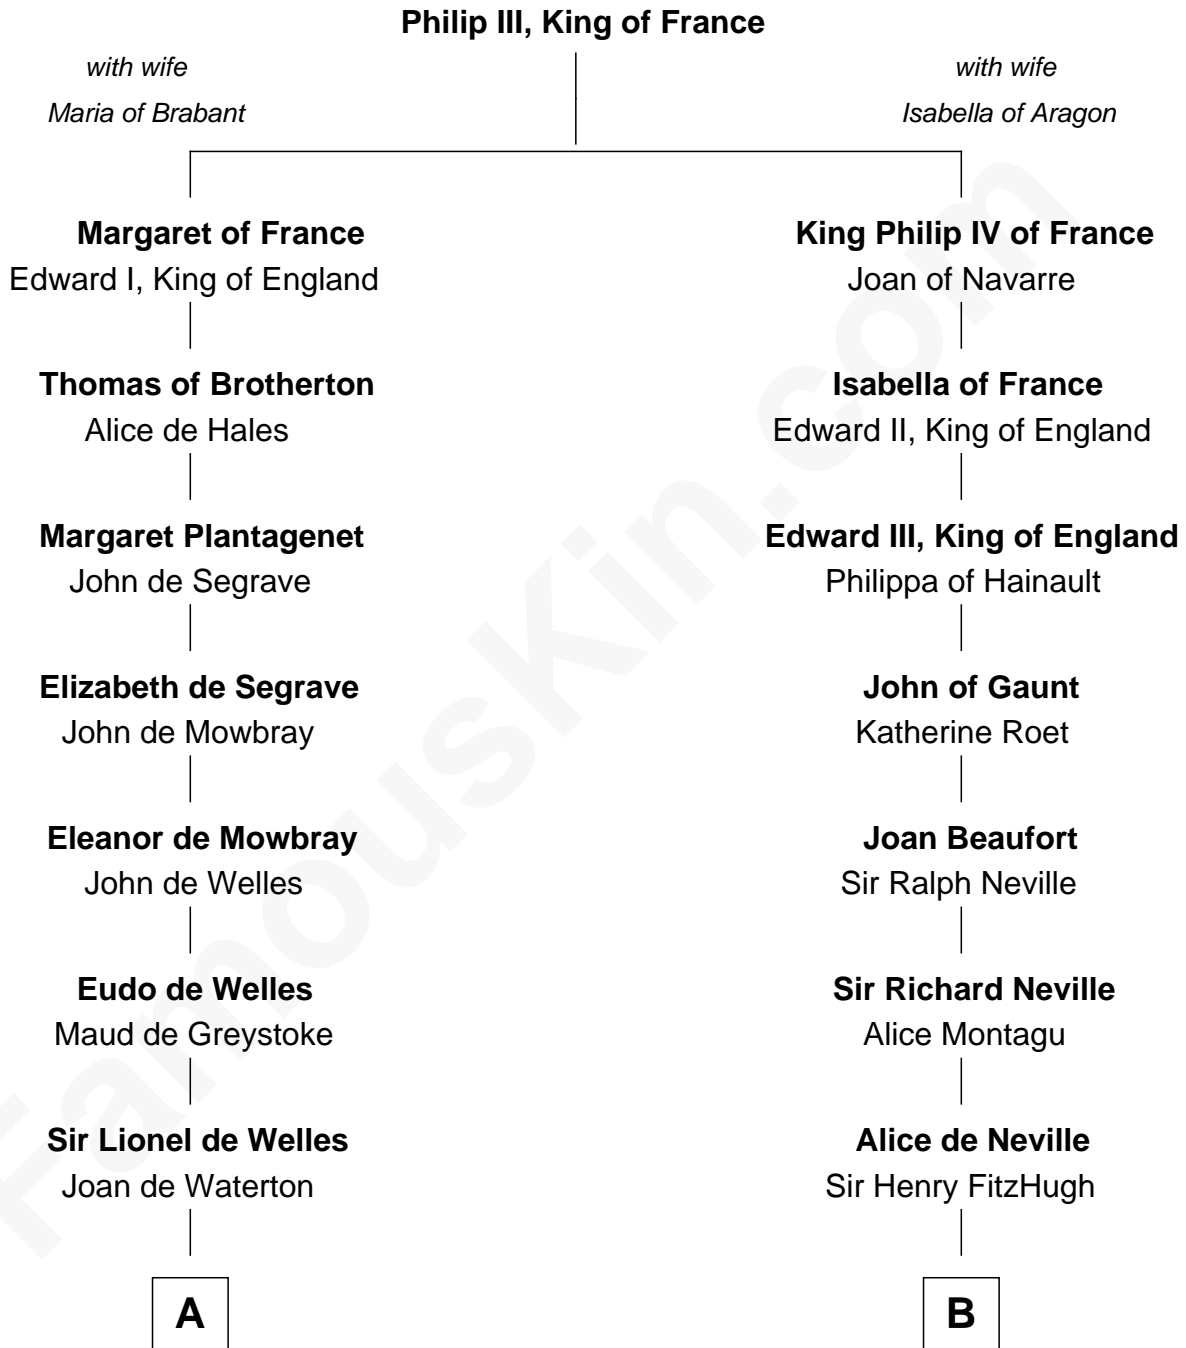 Philip III, King of France
with wife
Maria of Brabant
with wife
Isabella of Aragon
Margaret of France
Edward I, King of England
King Philip IV of France
Joan of Navarre
Thomas of Brotherton
Alice de Hales
Isabella of France
Edward II, King of England
Margaret Plantagenet
John de Segrave
Edward III, King of England
Philippa of Hainault
Elizabeth de Segrave
John de Mowbray
John of Gaunt
Katherine Roet
Eleanor de Mowbray
John de Welles
Joan Beaufort
Sir Ralph Neville
Eudo de Welles
Maud de Greystoke
Sir Richard Neville
Alice Montagu
Sir Lionel de Welles
Joan de Waterton
Alice de Neville
Sir Henry FitzHugh
A
B
FamousKin.com